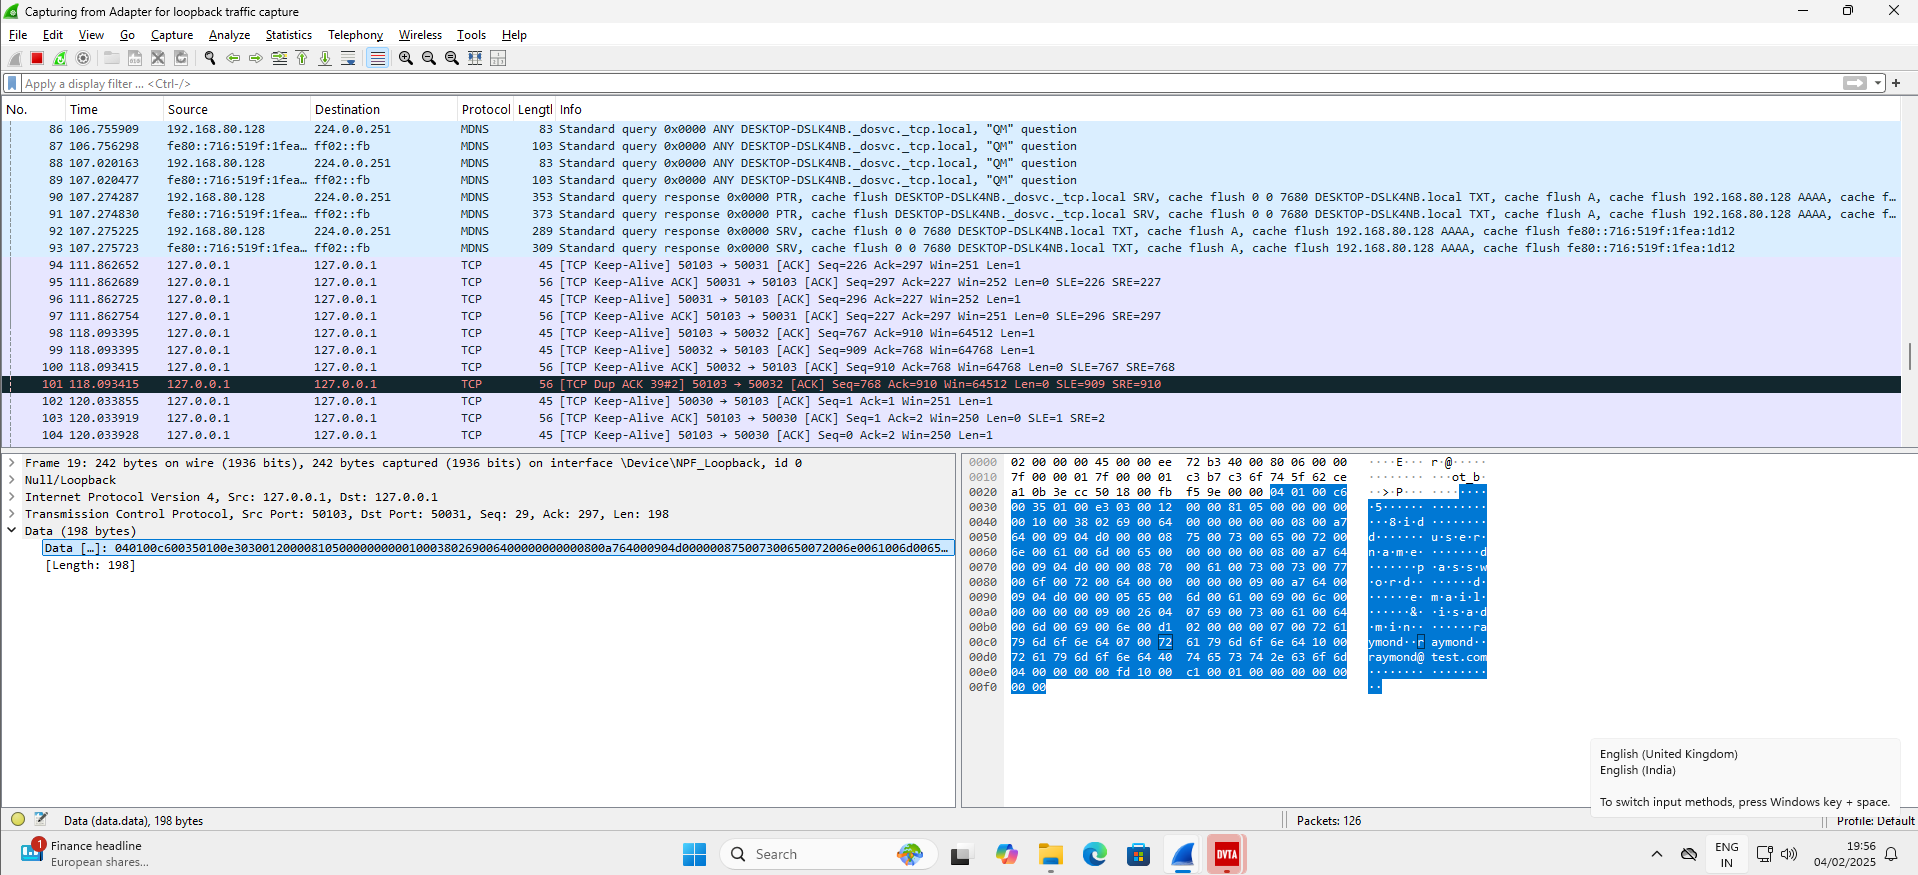 Capturing from Adapter for loopback traffic capture
File Edit View Go Capture Analyze Statistics Telephony Wireless Tools Help
Apply a display filter ... <Ctrl-/>
No. Time Source Destination Protocol Lengtl Info
86 106.755909 192.168.80.128 224.0.0.251 MDNS 83 Standard query 0x0000 ANY DESKTOP-DSLK4NB._dosvc._tcp.local, "QM" question
87 106.756298 fe80::716:519f:1fea… ff02::fb MDNS 103 Standard query 0x0000 ANY DESKTOP-DSLK4NB._dosvc._tcp.local, "QM" question
88 107.020163 192.168.80.128 224.0.0.251 MDNS 83 Standard query 0x0000 ANY DESKTOP-DSLK4NB._dosvc._tcp.local, "QM" question
89 107.020477 fe80::716:519f:1fea… ff02::fb MDNS 103 Standard query 0x0000 ANY DESKTOP-DSLK4NB._dosvc._tcp.local, "QM" question
90 107.274287 192.168.80.128 224.0.0.251 MDNS 353 Standard query response 0x0000 PTR, cache flush DESKTOP-DSLK4NB._dosvc._tcp.local SRV, cache flush 0 0 7680 DESKTOP-DSLK4NB.local TXT, cache flush A, cache flush 192.168.80.128 AAAA, cache f…
91 107.274830 fe80::716:519f:1fea… ff02::fb MDNS 373 Standard query response 0x0000 PTR, cache flush DESKTOP-DSLK4NB._dosvc._tcp.local SRV, cache flush 0 0 7680 DESKTOP-DSLK4NB.local TXT, cache flush A, cache flush 192.168.80.128 AAAA, cache f…
92 107.275225 192.168.80.128 224.0.0.251 MDNS 289 Standard query response 0x0000 SRV, cache flush 0 0 7680 DESKTOP-DSLK4NB.local TXT, cache flush A, cache flush 192.168.80.128 AAAA, cache flush fe80::716:519f:1fea:1d12
93 107.275723 fe80::716:519f:1fea… ff02::fb MDNS 309 Standard query response 0x0000 SRV, cache flush 0 0 7680 DESKTOP-DSLK4NB.local TXT, cache flush A, cache flush 192.168.80.128 AAAA, cache flush fe80::716:519f:1fea:1d12
94 111.862652 127.0.0.1 127.0.0.1 TCP 45 [TCP Keep-Alive] 50103 → 50031 [ACK] Seq=226 Ack=297 Win=251 Len=1
95 111.862689 127.0.0.1 127.0.0.1 TCP 56 [TCP Keep-Alive ACK] 50031 → 50103 [ACK] Seq=297 Ack=227 Win=252 Len=0 SLE=226 SRE=227
96 111.862725 127.0.0.1 127.0.0.1 TCP 45 [TCP Keep-Alive] 50031 → 50103 [ACK] Seq=296 Ack=227 Win=252 Len=1
97 111.862754 127.0.0.1 127.0.0.1 TCP 56 [TCP Keep-Alive ACK] 50103 → 50031 [ACK] Seq=227 Ack=297 Win=251 Len=0 SLE=296 SRE=297
98 118.093395 127.0.0.1 127.0.0.1 TCP 45 [TCP Keep-Alive] 50103 → 50032 [ACK] Seq=767 Ack=910 Win=64512 Len=1
99 118.093395 127.0.0.1 127.0.0.1 TCP 45 [TCP Keep-Alive] 50032 → 50103 [ACK] Seq=909 Ack=768 Win=64768 Len=1
100 118.093415 127.0.0.1 127.0.0.1 TCP 56 [TCP Keep-Alive ACK] 50032 → 50103 [ACK] Seq=910 Ack=768 Win=64768 Len=0 SLE=767 SRE=768
101 118.093415 127.0.0.1 127.0.0.1 TCP 56 [TCP Dup ACK 39#2] 50103 → 50032 [ACK] Seq=768 Ack=910 Win=64512 Len=0 SLE=909 SRE=910
102 120.033855 127.0.0.1 127.0.0.1 TCP 45 [TCP Keep-Alive] 50030 → 50103 [ACK] Seq=1 Ack=1 Win=251 Len=1
103 120.033919 127.0.0.1 127.0.0.1 TCP 56 [TCP Keep-Alive ACK] 50103 → 50030 [ACK] Seq=1 Ack=2 Win=250 Len=0 SLE=1 SRE=2
104 120.033928 127.0.0.1 127.0.0.1 TCP 45 [TCP Keep-Alive] 50103 → 50030 [ACK] Seq=0 Ack=2 Win=250 Len=1
Frame 19: 242 bytes on wire (1936 bits), 242 bytes captured (1936 bits) on interface \Device\NPF_Loopback, id 0
Null/Loopback
Internet Protocol Version 4, Src: 127.0.0.1, Dst: 127.0.0.1
Transmission Control Protocol, Src Port: 50103, Dst Port: 50031, Seq: 29, Ack: 297, Len: 198
Data (198 bytes)
Data […]: 040100c600350100e3030012000081050000000000001000380269006400000000000800a764000904d000000875007300650072006e0061006d0065…
[Length: 198]
0000 02 00 00 00 45 00 00 ee 72 b3 40 00 80 06 00 00 ····E··· r·@·····
0010 7f 00 00 01 7f 00 00 01 c3 b7 c3 6f 74 5f 62 ce ········ ···ot_b·
0020 a1 0b 3e cc 50 18 00 fb f5 9e 00 00 04 01 00 c6 ··>·P··· ········
0030 00 35 01 00 e3 03 00 12 00 00 81 05 00 00 00 00 ·5······ ········
0040 00 10 00 38 02 69 00 64 00 00 00 00 00 08 00 a7 ···8·i·d ········
0050 64 00 09 04 d0 00 00 08 75 00 73 00 65 00 72 00 d······· u·s·e·r·
0060 6e 00 61 00 6d 00 65 00 00 00 00 00 08 00 a7 64 n·a·m·e· ·······d
0070 00 09 04 d0 00 00 08 70 00 61 00 73 00 73 00 77 ·······p ·a·s·s·w
0080 00 6f 00 72 00 64 00 00 00 00 00 09 00 a7 64 00 ·o·r·d·· ······d·
0090 09 04 d0 00 00 05 65 00 6d 00 61 00 69 00 6c 00 ······e· m·a·i·l·
00a0 00 00 00 00 09 00 26 04 07 69 00 73 00 61 00 64 ······&· ·i·s·a·d
00b0 00 6d 00 69 00 6e 00 d1 02 00 00 00 07 00 72 61 ·m·i·n·· ······ra
00c0 79 6d 6f 6e 64 07 00 72 61 79 6d 6f 6e 64 10 00 ymond··r aymond··
00d0 72 61 79 6d 6f 6e 64 40 74 65 73 74 2e 63 6f 6d raymond@ test.com
00e0 04 00 00 00 00 fd 10 00 c1 00 01 00 00 00 00 00 ········ ········
00f0 00 00 ··
English (United Kingdom)
English (India)
To switch input methods, press Windows key + space.
Data (data.data), 198 bytes Packets: 126 Profile: Default
1 Finance headline
European shares...
Search
DVTA
ENG
IN
19:56
04/02/2025